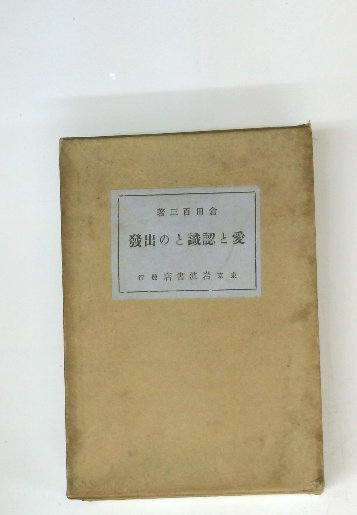 倉田百三著
愛と認識との出發
東京 岩波書店 發行